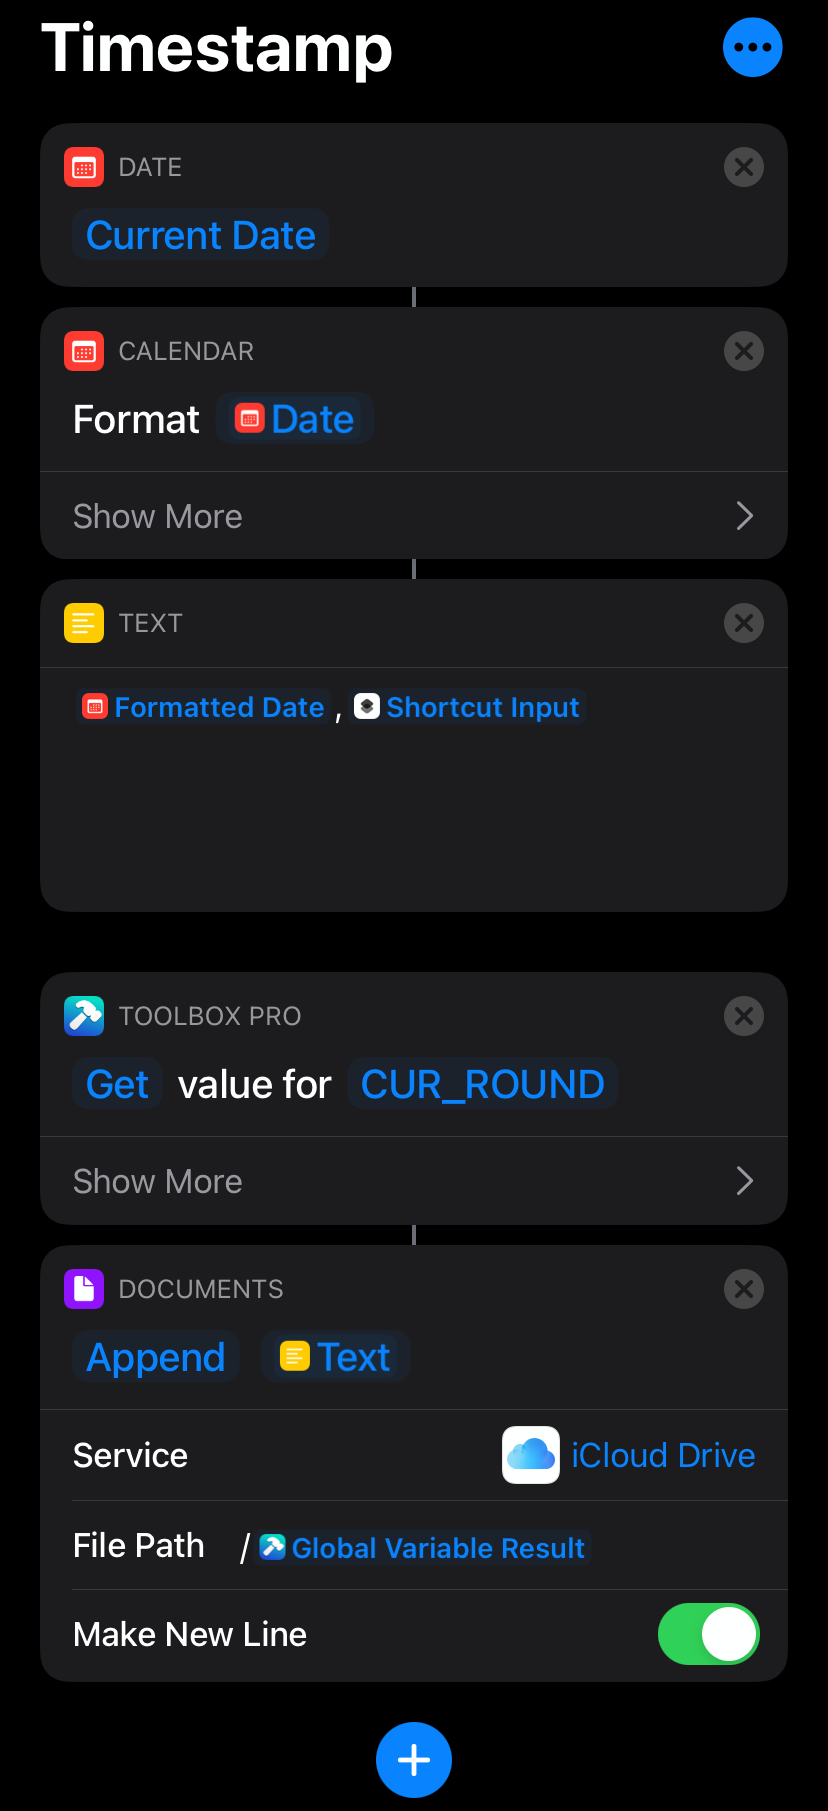 Timestamp
DATE
Current Date
CALENDAR
Format Date
Show More
TEXT
Formatted Date , Shortcut Input
TOOLBOX PRO
Get value for CUR_ROUND
Show More
DOCUMENTS
Append Text
Service iCloud Drive
File Path / Global Variable Result
Make New Line